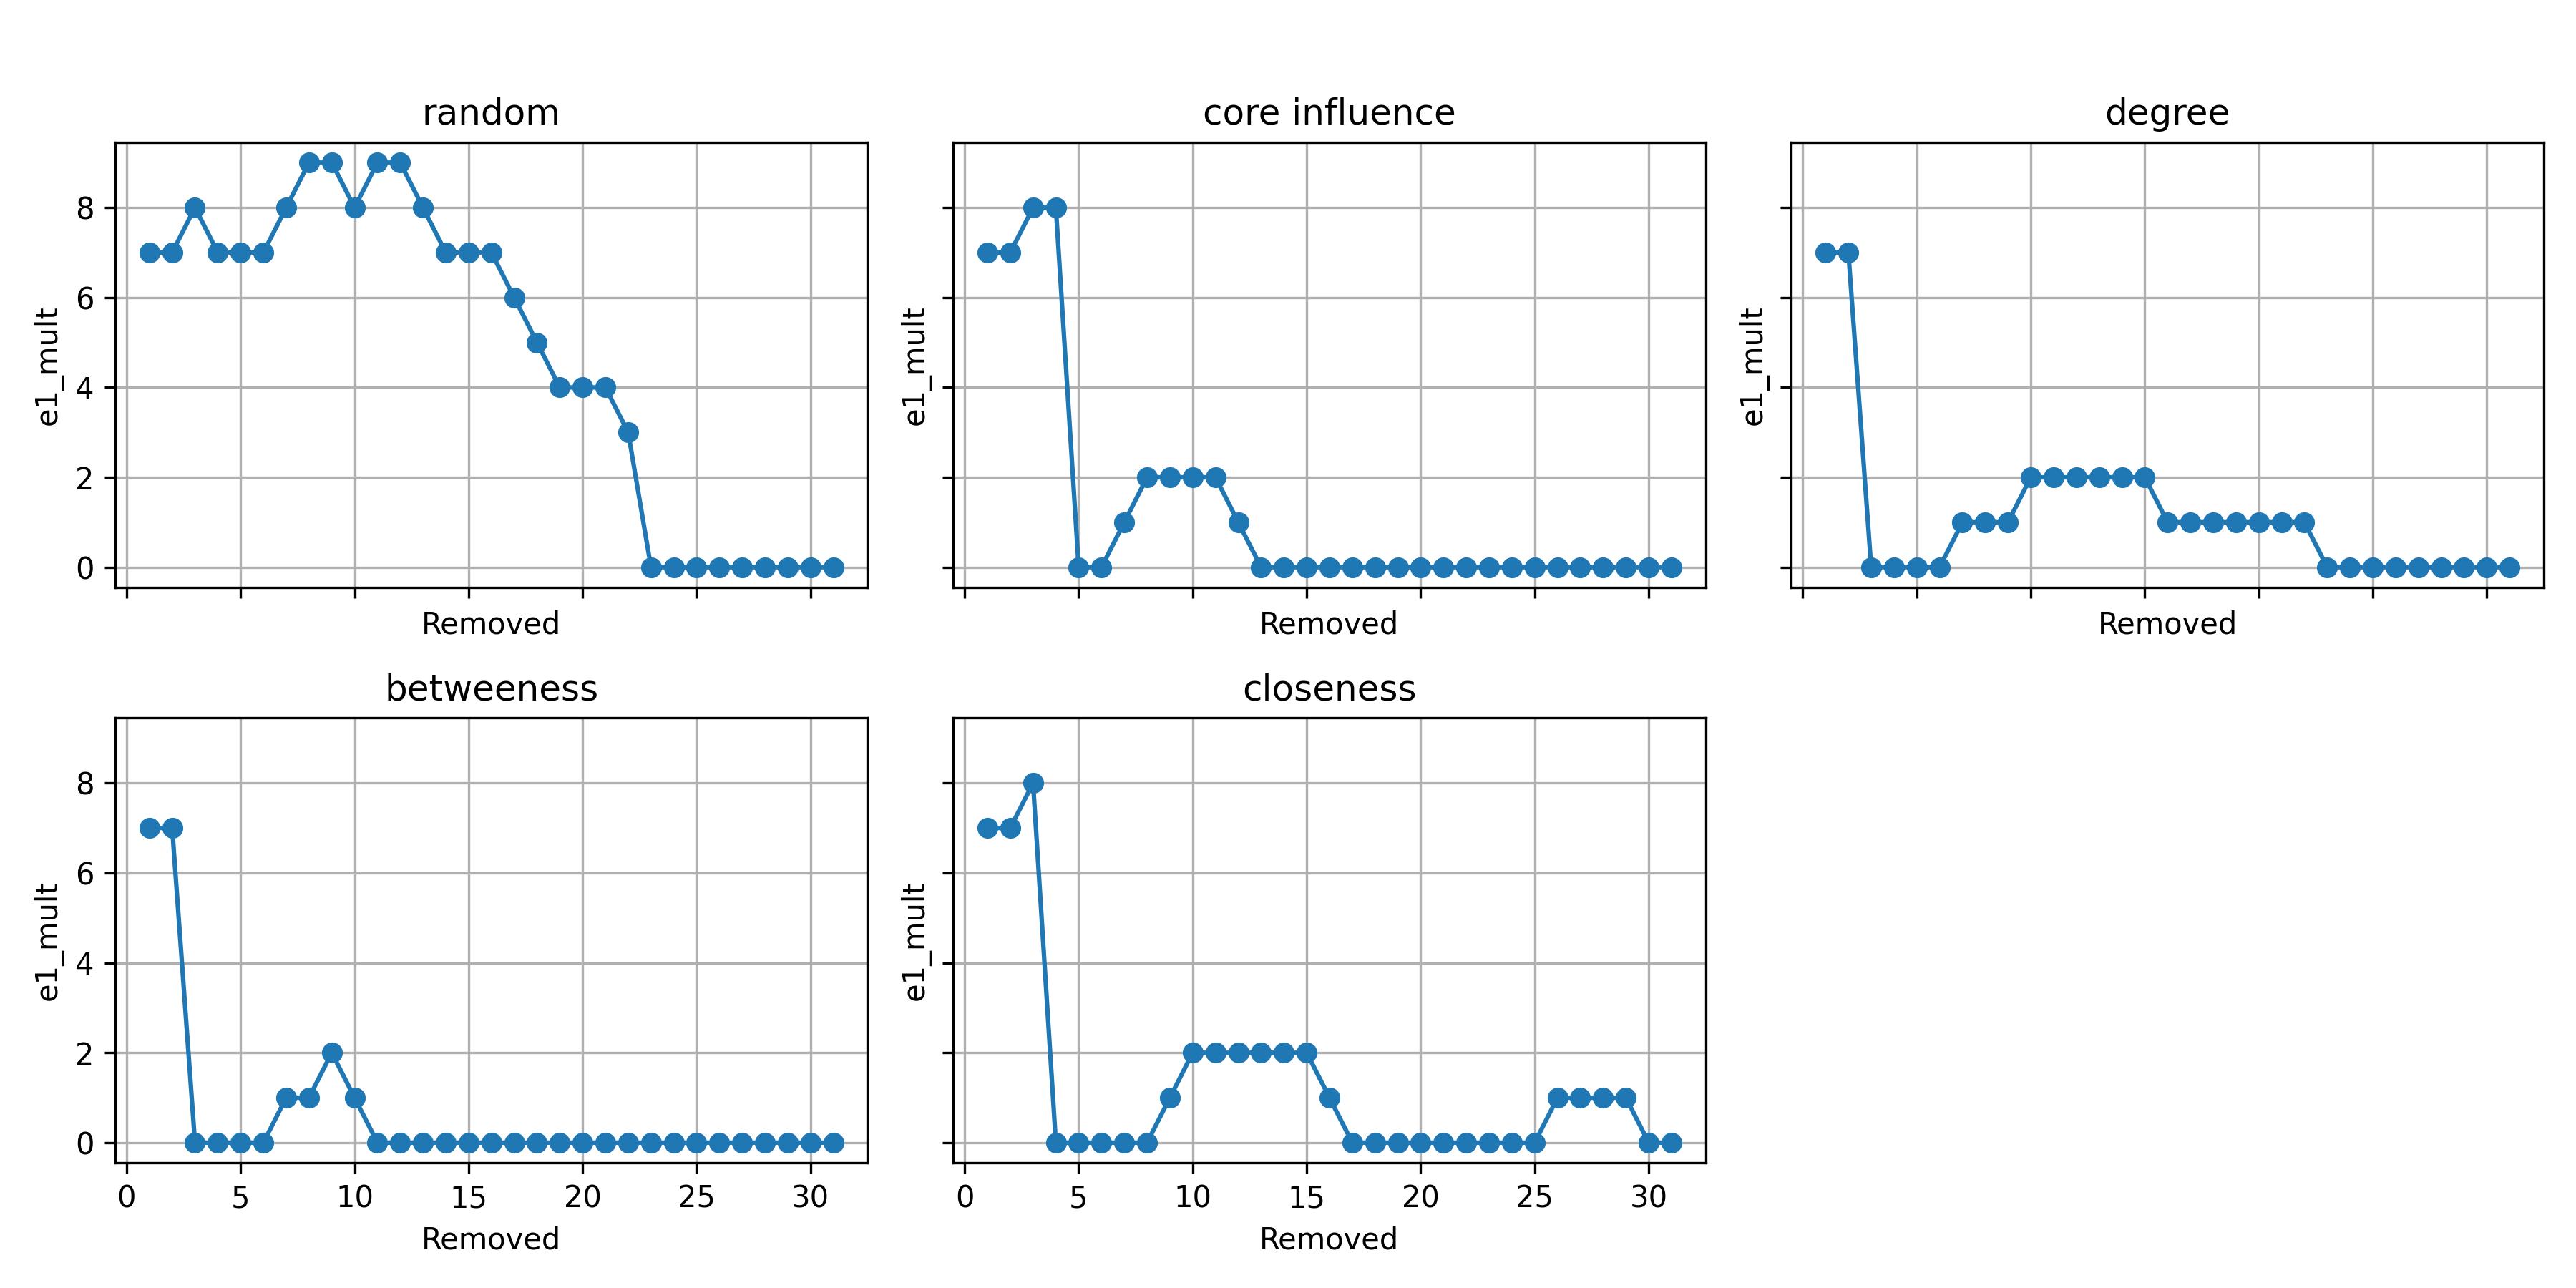 random
core influence
degree
8
6
4
2
0
e1_mult
e1_mult
e1_mult
Removed
Removed
Removed
betweeness
closeness
8
6
4
2
0
e1_mult
e1_mult
0 5 10 15 20 25 30
0 5 10 15 20 25 30
Removed
Removed